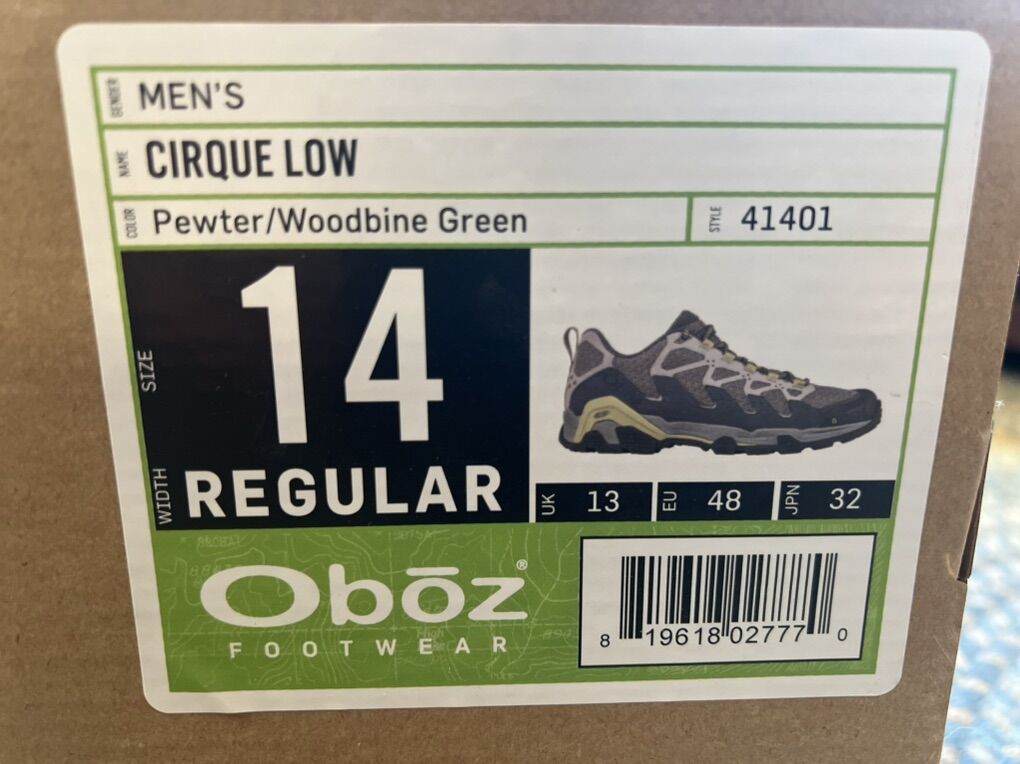 GENDER MEN'S
NAME CIRQUE LOW
COLOR Pewter/Woodbine Green STYLE 41401
SIZE 14
WIDTH REGULAR
UK 13 EU 48 JPN 32
Obōz®
FOOTWEAR
8 19618 02777 0